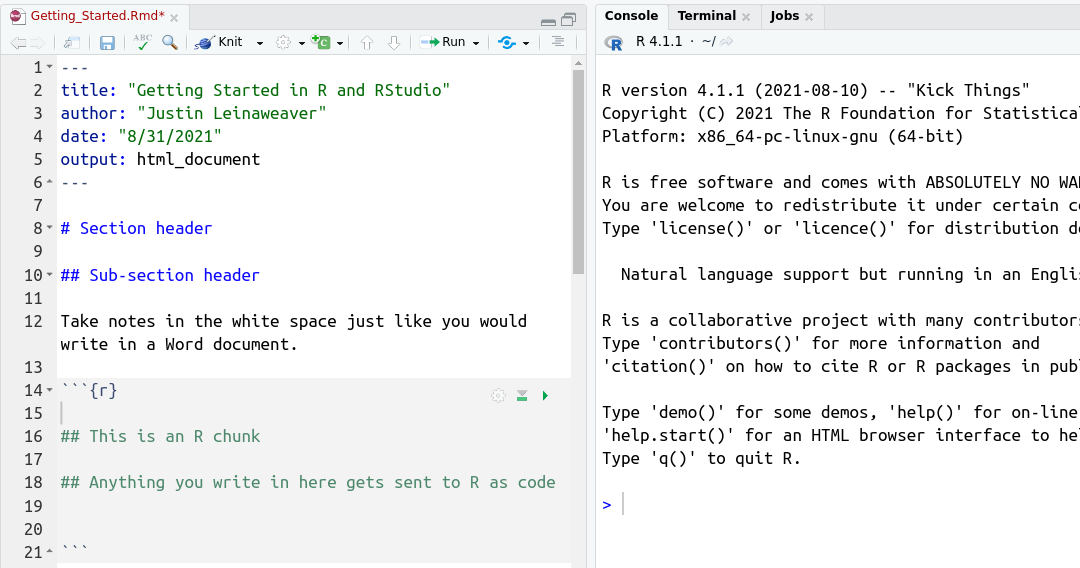 Getting_Started.Rmd*
ABC Knit Run
1 ---
2 title: "Getting Started in R and RStudio"
3 author: "Justin Leinaweaver"
4 date: "8/31/2021"
5 output: html_document
6 ---
7
8 # Section header
9
10 ## Sub-section header
11
12 Take notes in the white space just like you would
write in a Word document.
13
14 ```{r}
15
16 ## This is an R chunk
17
18 ## Anything you write in here gets sent to R as code
19
20
21 ```
Console Terminal Jobs
R R 4.1.1 · ~/
R version 4.1.1 (2021-08-10) -- "Kick Things"
Copyright (C) 2021 The R Foundation for Statistica
Platform: x86_64-pc-linux-gnu (64-bit)
R is free software and comes with ABSOLUTELY NO WA
You are welcome to redistribute it under certain c
Type 'license()' or 'licence()' for distribution d
Natural language support but running in an Engli
R is a collaborative project with many contributor
Type 'contributors()' for more information and
'citation()' on how to cite R or R packages in pub
Type 'demo()' for some demos, 'help()' for on-line
'help.start()' for an HTML browser interface to he
Type 'q()' to quit R.
>